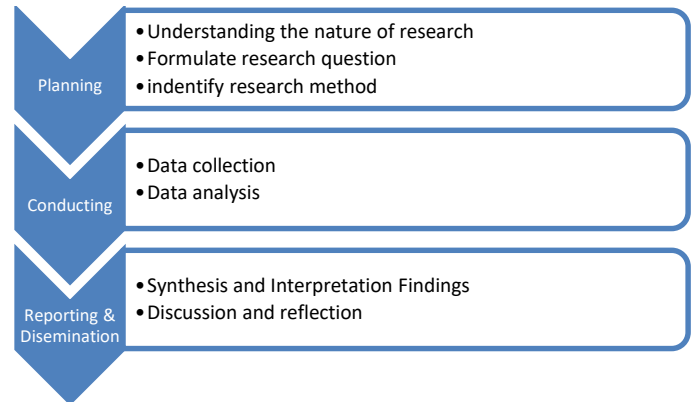 Planning
•Understanding the nature of research
•Formulate research question
•indentify research method
Conducting
•Data collection
•Data analysis
Reporting &
Disemination
•Synthesis and Interpretation Findings
•Discussion and reflection